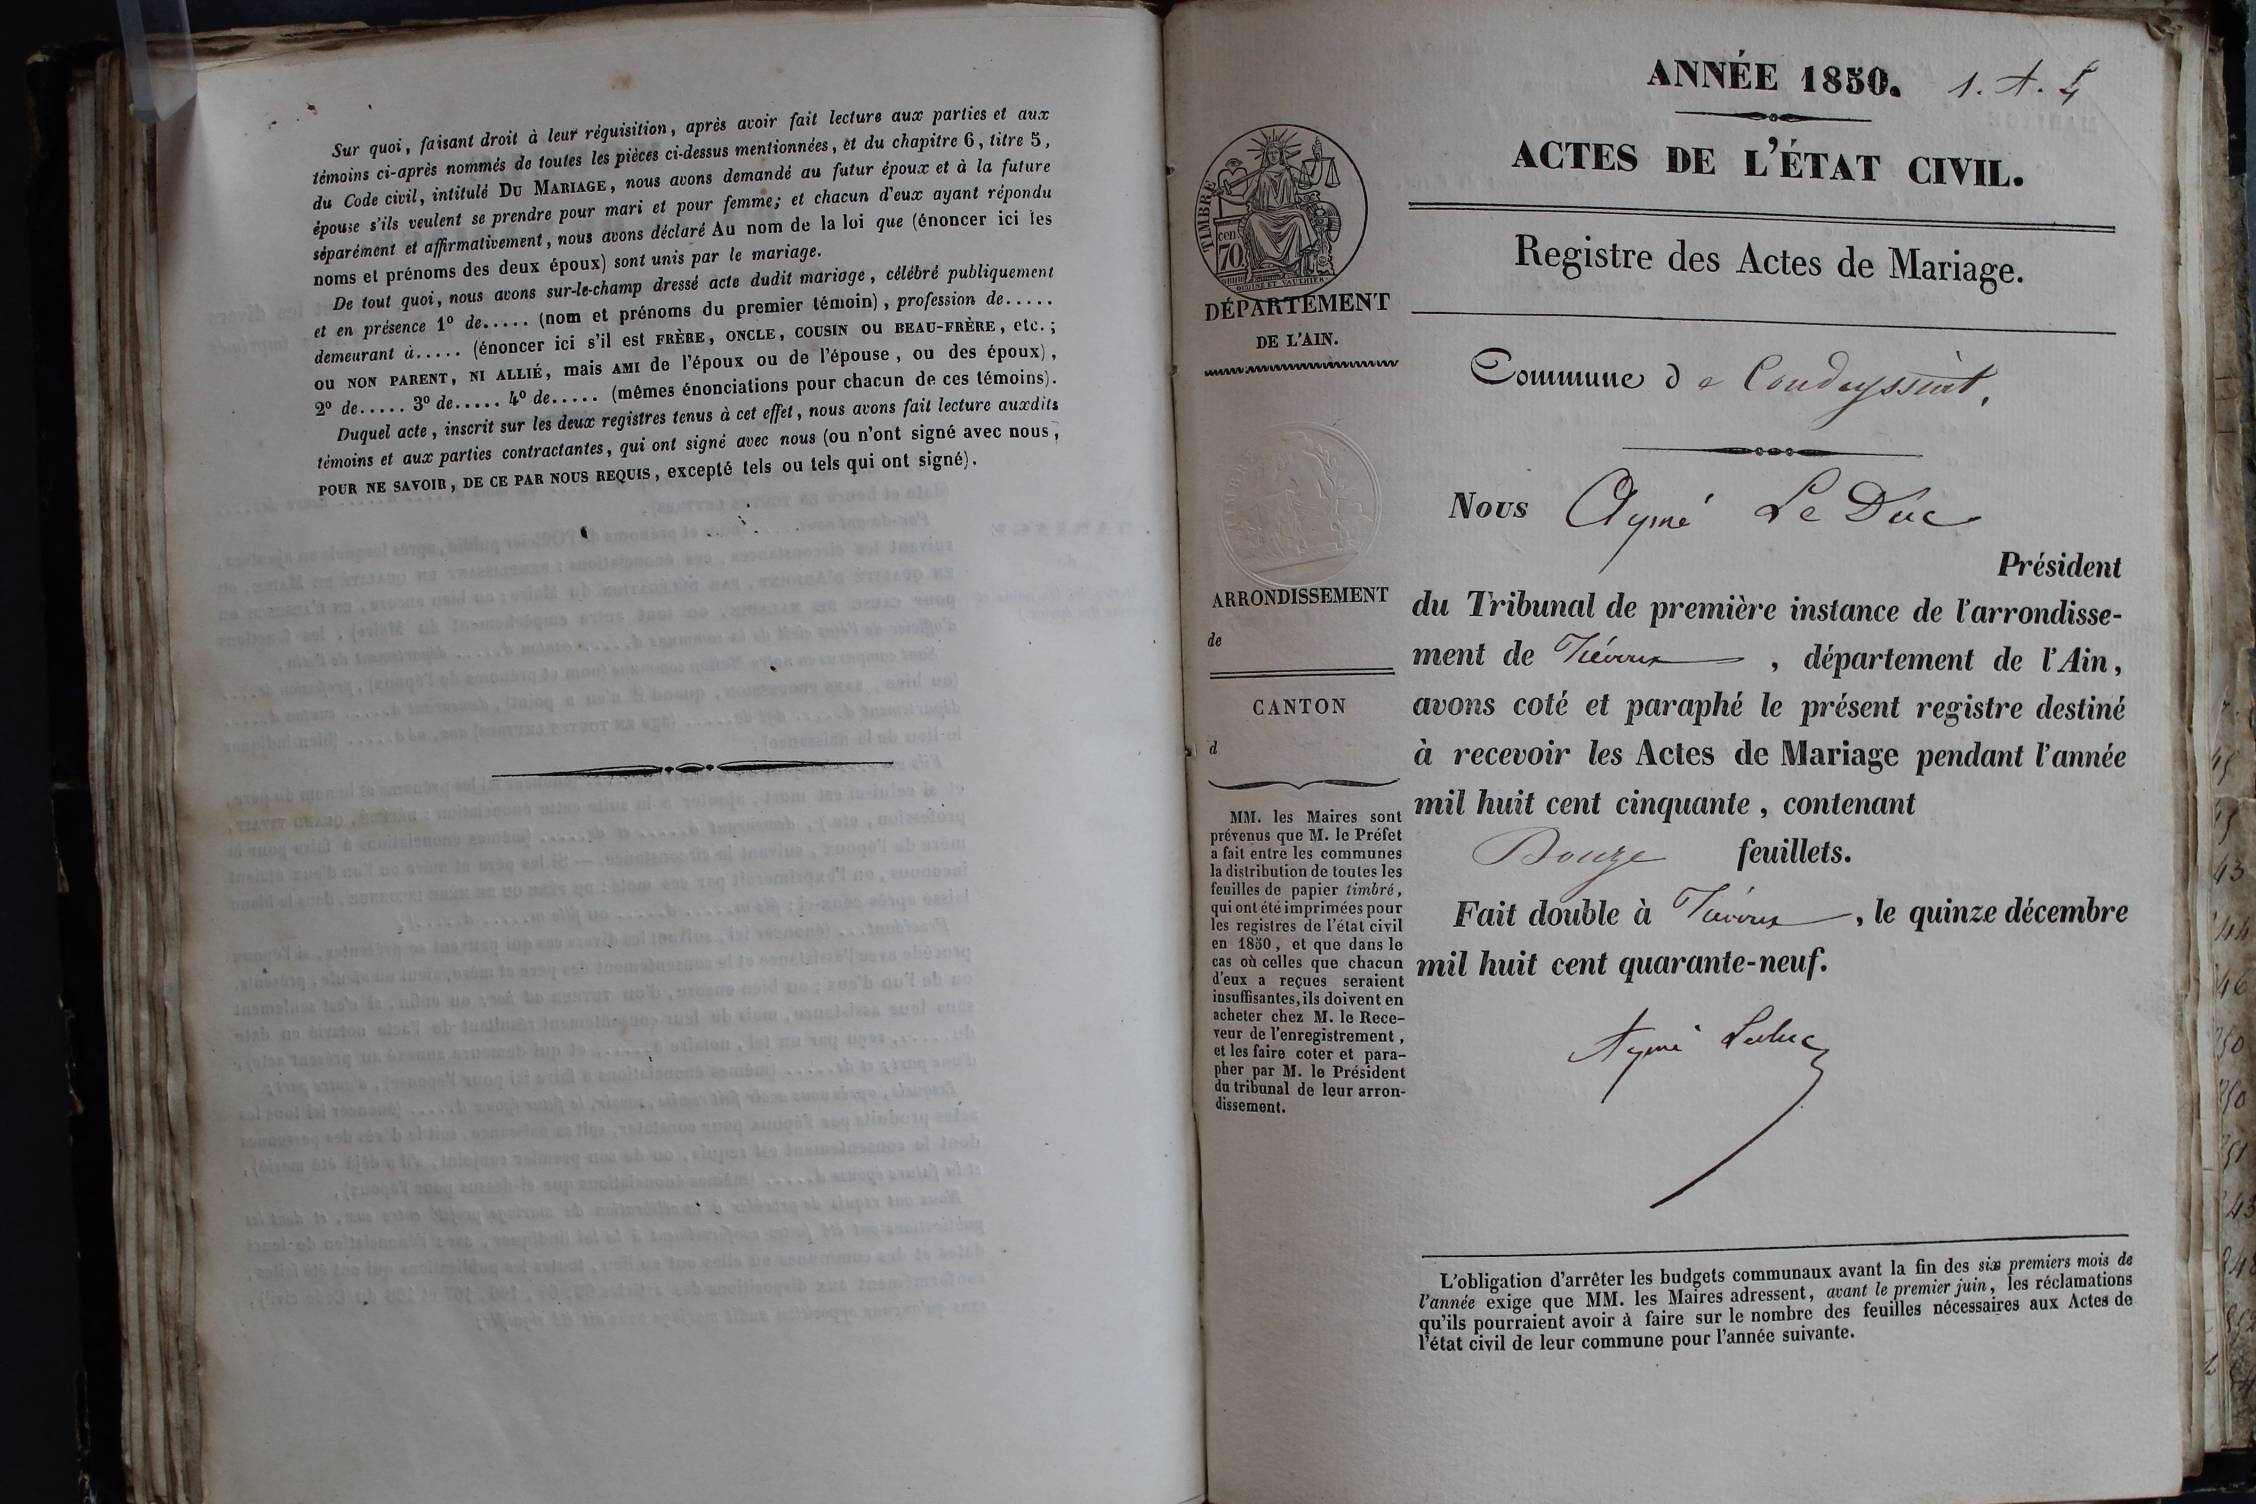 Sur quoi, faisant droit à leur réquisition, après avoir fait lecture aux parties et aux
témoins ci-après nommés de toutes les pièces ci-dessus mentionnées, et du chapitre 6, titre 5,
du Code civil, intitulé DU MARIAGE, nous avons demandé au futur époux et à la future
épouse s'ils veulent se prendre pour mari et pour femme; et chacun d'eux ayant répondu
séparément et affirmativement, nous avons déclaré Au nom de la loi que (énoncer ici les
noms et prénoms des deux époux) sont unis par le mariage.
De tout quoi, nous avons sur-le-champ dressé acte dudit mariage, célébré publiquement
et en présence 1º de..... (nom et prénoms du premier témoin), profession de.....
demeurant à..... (énoncer ici s'il est FRÈRE, ONCLE, COUSIN OU BEAU-FRÈRE, etc.;
OU NON PARENT, NI ALLIÉ, mais AMI de l'époux ou de l'épouse, ou des époux),
2º de..... 3º de..... 4º de..... (mêmes énonciations pour chacun de ces témoins).
Duquel acte, inscrit sur les deux registres tenus à cet effet, nous avons fait lecture auxdits
témoins et aux parties contractantes, qui ont signé avec nous (ou n'ont signé avec nous,
POUR NE SAVOIR, DE CE PAR NOUS REQUIS, excepté tels ou tels qui ont signé).
ANNÉE 1850. 1.
ACTES DE L'ÉTAT CIVIL.
Registre des Actes de Mariage.
TIMBRE
cen
70
OUDINÉ ET VAUTHIER
DÉPARTEMENT
DE L'AIN.
Commune de Condeyssiat,
Nous Aymé Le Duc
Président
du Tribunal de première instance de l'arrondisse-
ment de Trévoux, département de l'Ain,
avons coté et paraphé le présent registre destiné
à recevoir les Actes de Mariage pendant l'année
mil huit cent cinquante, contenant
Douze feuillets.
Fait double à Trévoux, le quinze décembre
mil huit cent quarante-neuf.
Aymé Leduc
TIMBRE
ARRONDISSEMENT
de
CANTON
d
MM. les Maires sont
prévenus que M. le Préfet
a fait entre les communes
la distribution de toutes les
feuilles de papier timbré,
qui ont été imprimées pour
les registres de l'état civil
en 1850, et que dans le
cas où celles que chacun
d'eux a reçues seraient
insuffisantes, ils doivent en
acheter chez M. le Rece-
veur de l'enregistrement,
et les faire coter et para-
pher par M. le Président
du tribunal de leur arron-
dissement.
L'obligation d'arrêter les budgets communaux avant la fin des six premiers mois de
l'année exige que MM. les Maires adressent, avant le premier juin, les réclamations
qu'ils pourraient avoir à faire sur le nombre des feuilles nécessaires aux Actes de
l'état civil de leur commune pour l'année suivante.